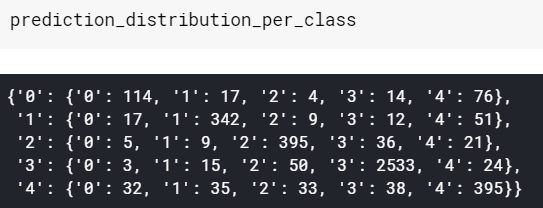 prediction_distribution_per_class
{'0': {'0': 114, '1': 17, '2': 4, '3': 14, '4': 76},
'1': {'0': 17, '1': 342, '2': 9, '3': 12, '4': 51},
'2': {'0': 5, '1': 9, '2': 395, '3': 36, '4': 21},
'3': {'0': 3, '1': 15, '2': 50, '3': 2533, '4': 24},
'4': {'0': 32, '1': 35, '2': 33, '3': 38, '4': 395}}